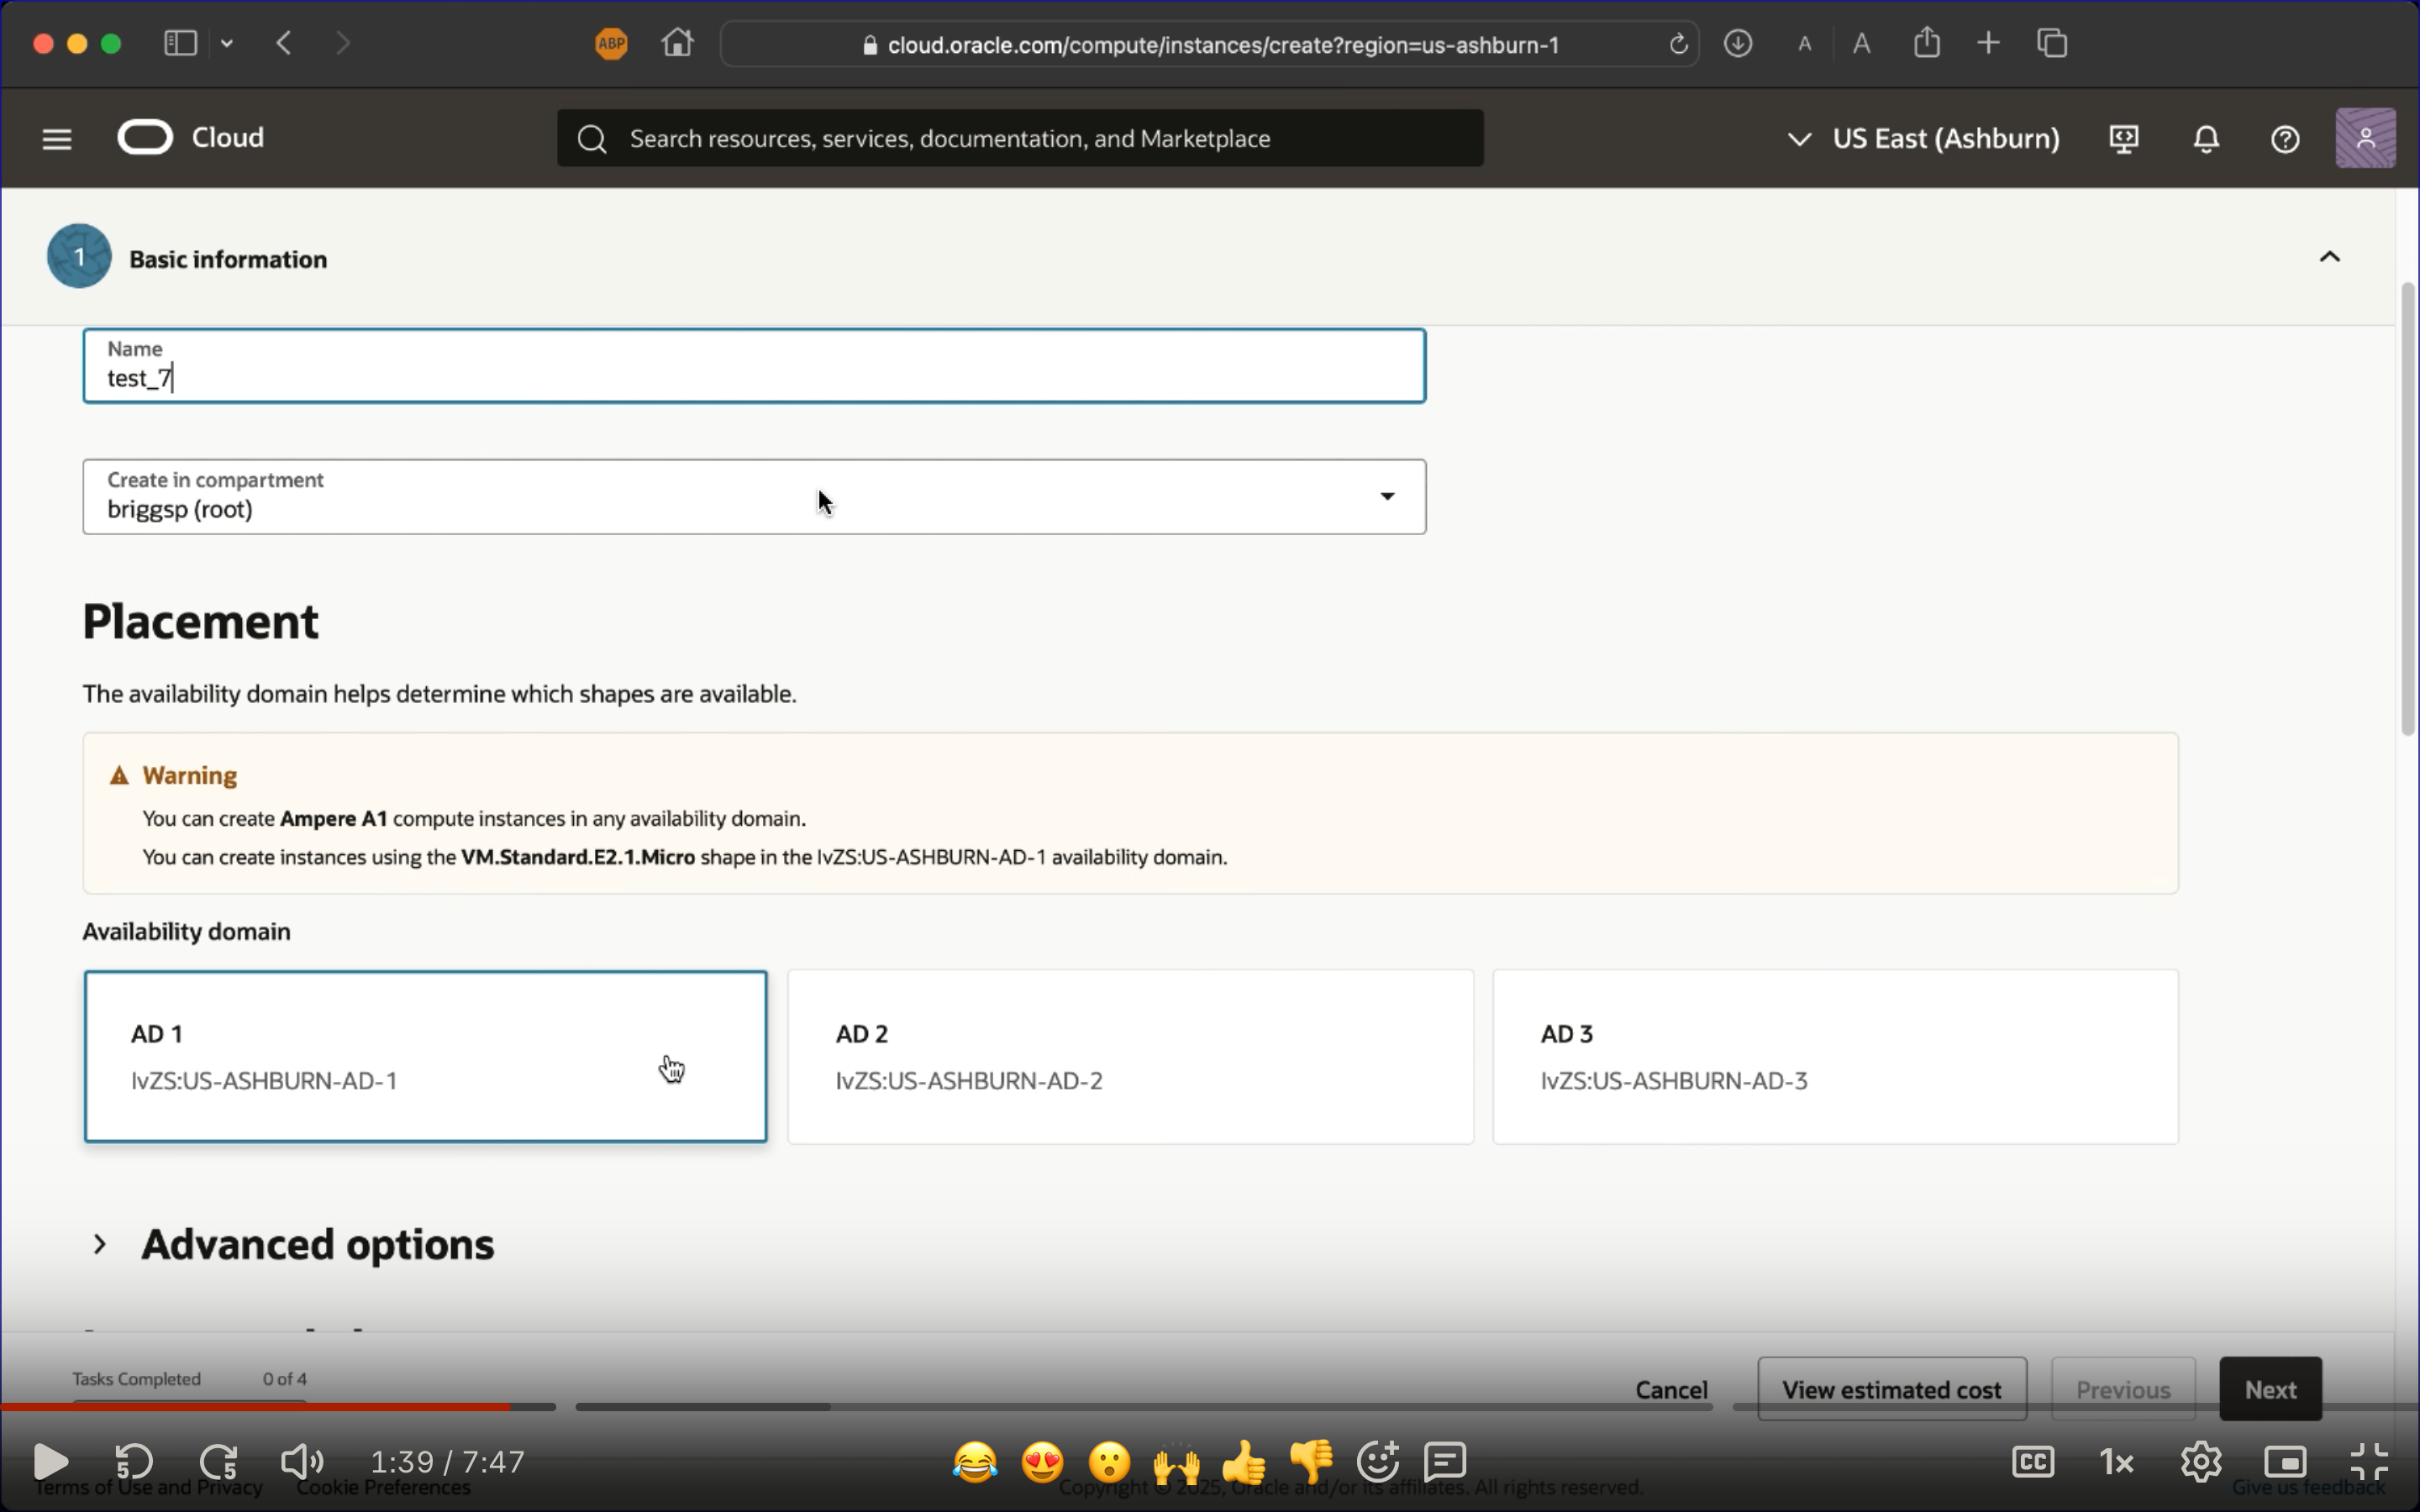 ABP
cloud.oracle.com/compute/instances/create?region=us-ashburn-1
A
A
Cloud
Search resources, services, documentation, and Marketplace
US East (Ashburn)
1
Basic information
Name
test_7
Create in compartment
briggsp (root)
Placement
The availability domain helps determine which shapes are available.
Warning
You can create Ampere A1 compute instances in any availability domain.
You can create instances using the VM.Standard.E2.1.Micro shape in the IvZS:US-ASHBURN-AD-1 availability domain.
Availability domain
AD 1
IvZS:US-ASHBURN-AD-1
AD 2
IvZS:US-ASHBURN-AD-2
AD 3
IvZS:US-ASHBURN-AD-3
Advanced options
Tasks Completed 0 of 4
Cancel
View estimated cost
Previous
Next
5
5
1:39 / 7:47
CC
1x
Terms of Use and Privacy
Cookie Preferences
Copyright © 2025, Oracle and/or its affiliates. All rights reserved.
Give us feedback